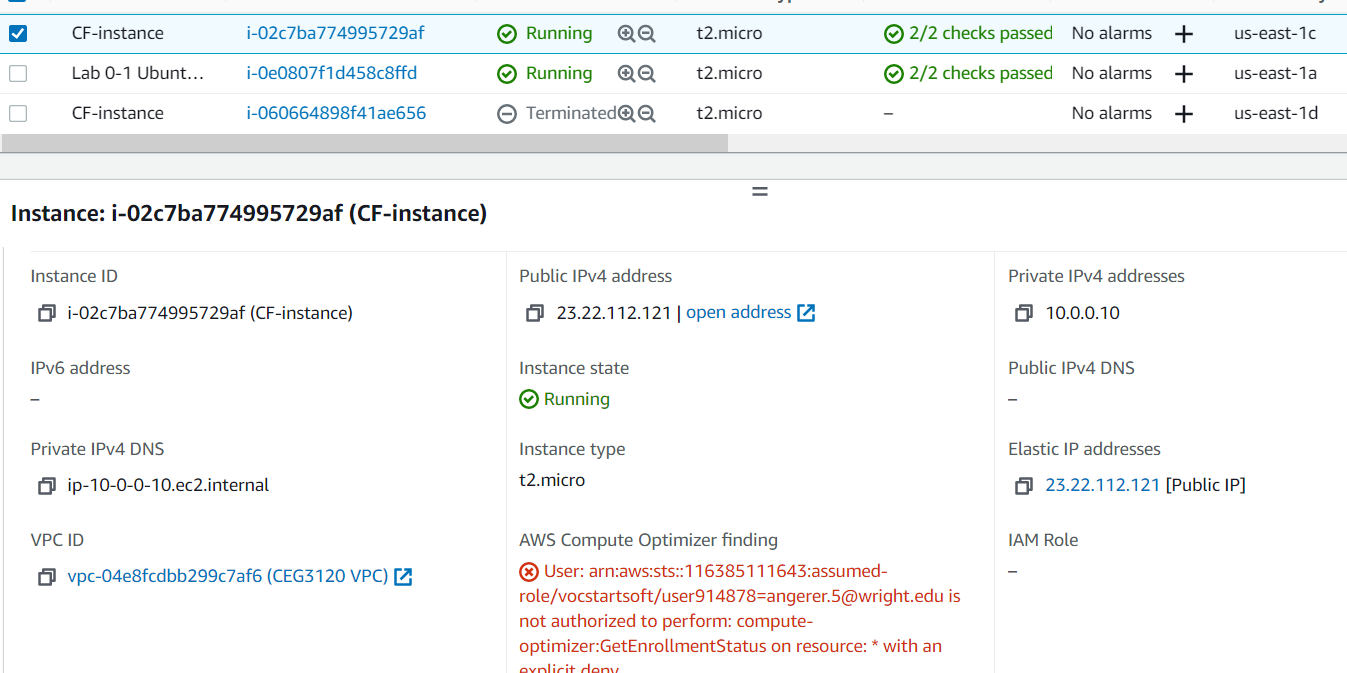 CF-instance i-02c7ba774995729af Running t2.micro 2/2 checks passed No alarms + us-east-1c
Lab 0-1 Ubunt... i-0e0807f1d458c8ffd Running t2.micro 2/2 checks passed No alarms + us-east-1a
CF-instance i-060664898f41ae656 Terminated t2.micro – No alarms + us-east-1d
Instance: i-02c7ba774995729af (CF-instance)
Instance ID
i-02c7ba774995729af (CF-instance)
Public IPv4 address
23.22.112.121 | open address
Private IPv4 addresses
10.0.0.10
IPv6 address
–
Instance state
Running
Public IPv4 DNS
–
Private IPv4 DNS
ip-10-0-0-10.ec2.internal
Instance type
t2.micro
Elastic IP addresses
23.22.112.121 [Public IP]
VPC ID
vpc-04e8fcdbb299c7af6 (CEG3120 VPC)
AWS Compute Optimizer finding
User: arn:aws:sts::116385111643:assumed-
role/vocstartsoft/user914878=angerer.5@wright.edu is
not authorized to perform: compute-
optimizer:GetEnrollmentStatus on resource: * with an
explicit deny
IAM Role
–